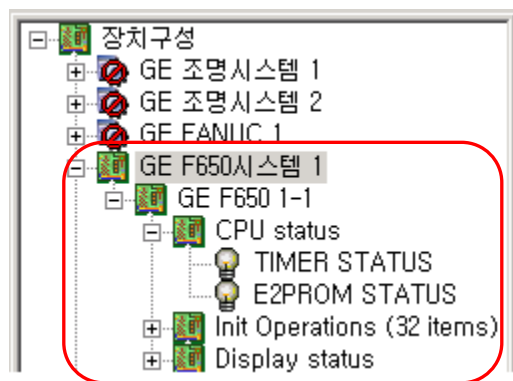 장치구성
GE 조명시스템 1
GE 조명시스템 2
GE FANUC 1
GE F650시스템 1
GE F650 1-1
CPU status
TIMER STATUS
E2PROM STATUS
Init Operations (32 items)
Display status